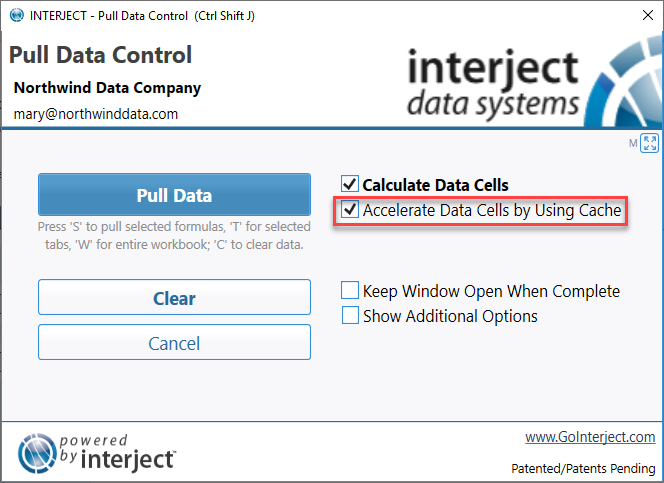 INTERJECT - Pull Data Control (Ctrl Shift J)
Pull Data Control
Northwind Data Company
mary@northwinddata.com
interject
data systems
M
Pull Data
Press 'S' to pull selected formulas, 'T' for selected
tabs, 'W' for entire workbook; 'C' to clear data.
Clear
Cancel
Calculate Data Cells
Accelerate Data Cells by Using Cache
Keep Window Open When Complete
Show Additional Options
powered
by interject™
www.GoInterject.com
Patented/Patents Pending